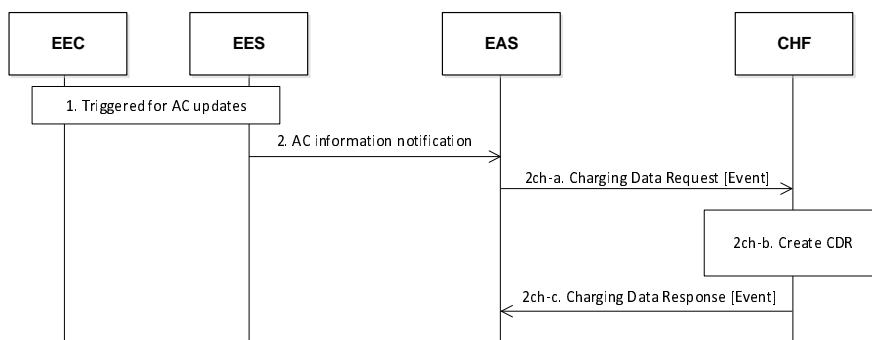 EEC
EES
EAS
CHF
1. Triggered for AC updates
2. AC information notification
2ch-a. Charging Data Request [Event]
2ch-b. Create CDR
2ch-c. Charging Data Response [Event]